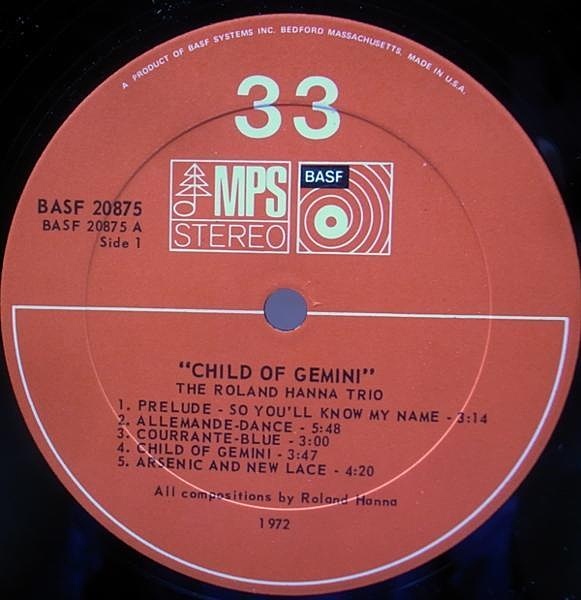 A PRODUCT OF BASF SYSTEMS INC. BEDFORD MASSACHUSETTS, MADE IN U.S.A.
33
MPS
BASF
STEREO
BASF 20875
BASF 20875 A
Side 1
"CHILD OF GEMINI"
THE ROLAND HANNA TRIO
1. PRELUDE - SO YOU'LL KNOW MY NAME - 3:14
2. ALLEMANDE-DANCE - 5:48
3. COURRANTE-BLUE - 3:00
4. CHILD OF GEMINI - 3:47
5. ARSENIC AND NEW LACE - 4:20
All compositions by Roland Hanna
1972